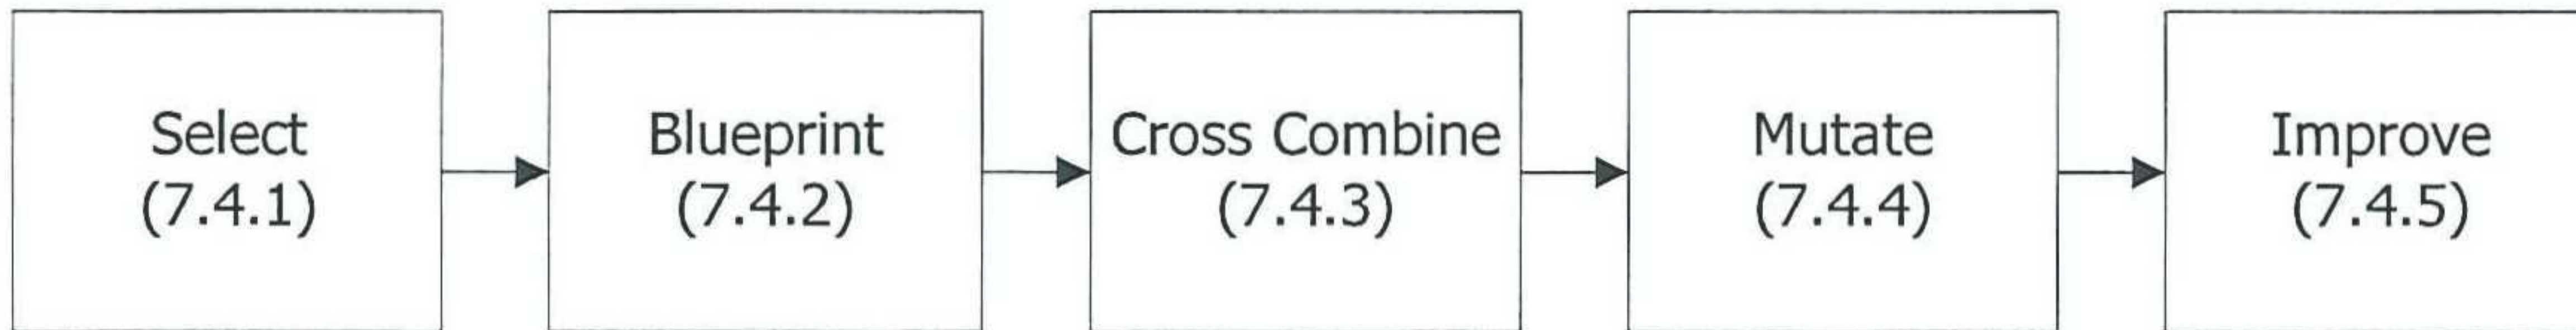 Select
(7.4.1)
Blueprint
(7.4.2)
Cross Combine
(7.4.3)
Mutate
(7.4.4)
Improve
(7.4.5)